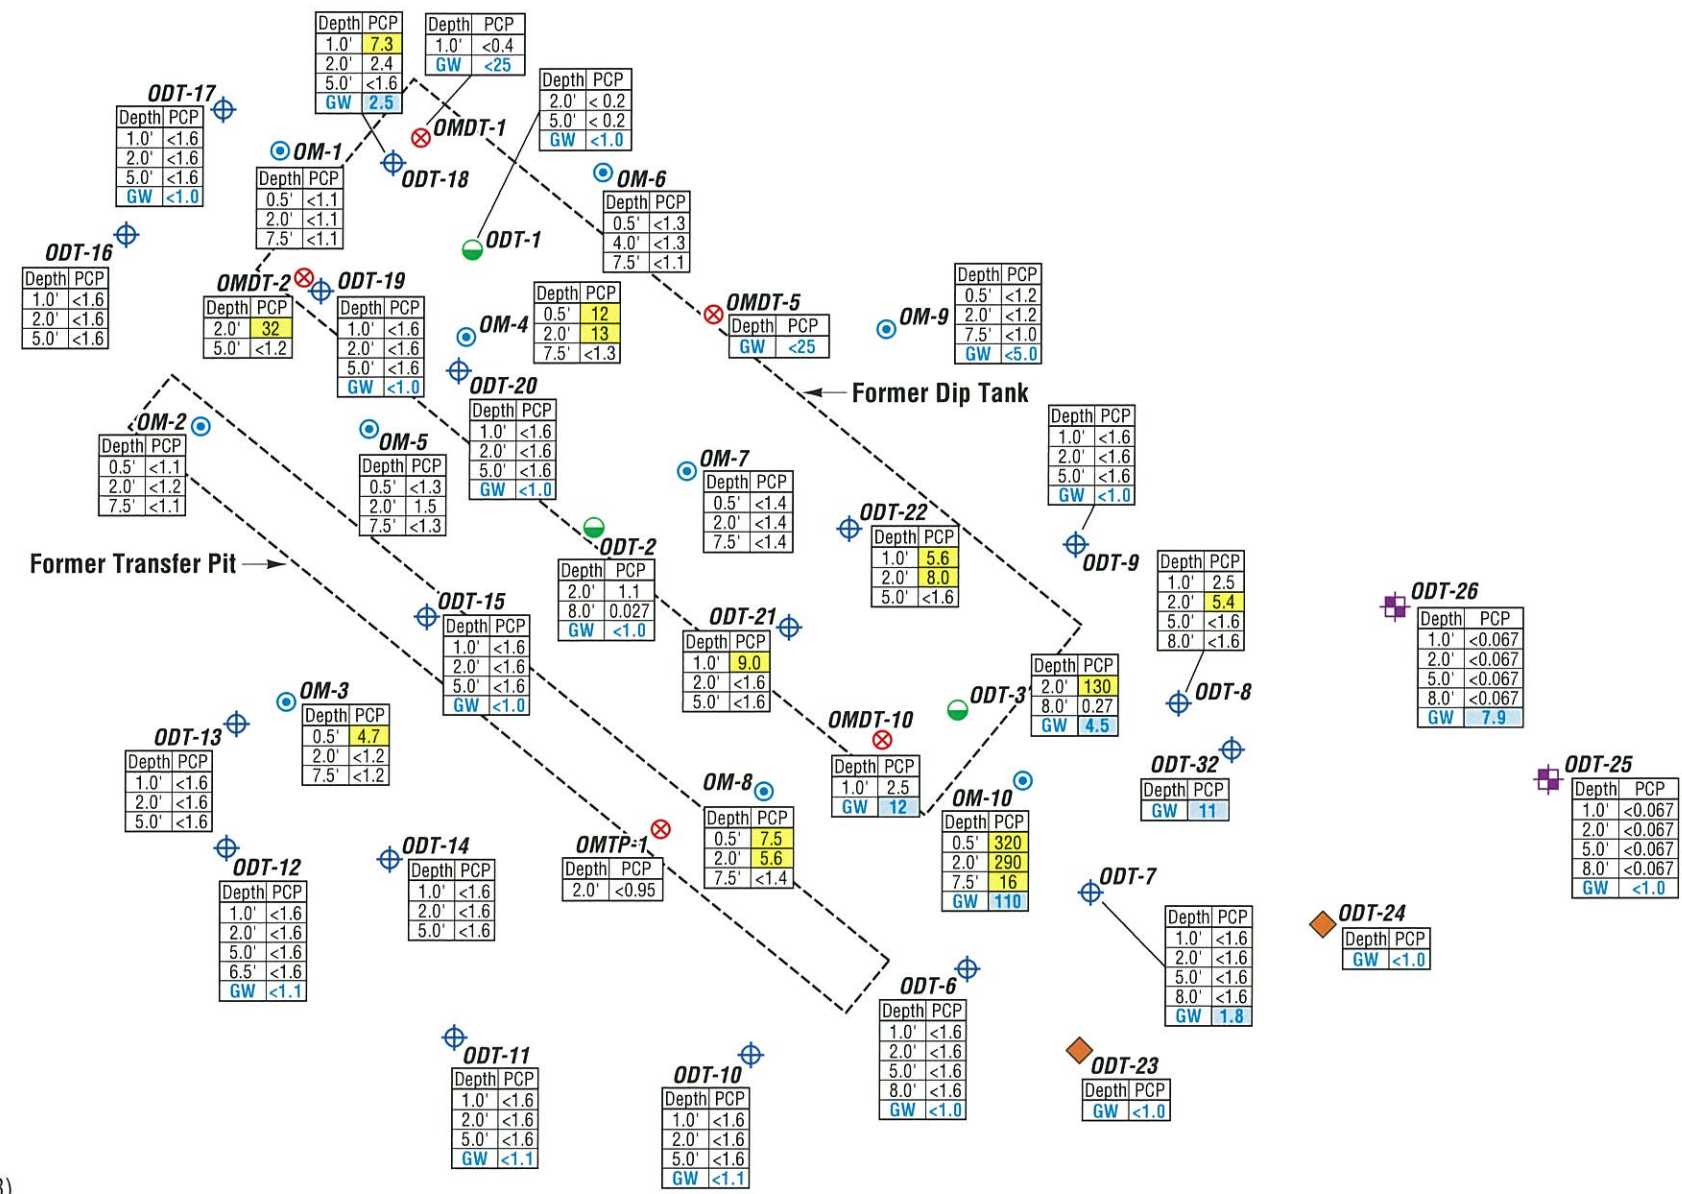 Depth PCP
1.0' 7.3
2.0' 2.4
5.0' <1.6
GW 2.5
Depth PCP
1.0' <0.4
GW <25
OMDT-1
ODT-18
Depth PCP
2.0' < 0.2
5.0' < 0.2
GW <1.0
ODT-1
ODT-17
Depth PCP
1.0' <1.6
2.0' <1.6
5.0' <1.6
GW <1.0
OM-1
Depth PCP
0.5' <1.1
2.0' <1.1
7.5' <1.1
OM-6
Depth PCP
0.5' <1.3
4.0' <1.3
7.5' <1.1
ODT-16
Depth PCP
1.0' <1.6
2.0' <1.6
5.0' <1.6
OMDT-2
Depth PCP
2.0' 32
5.0' <1.2
ODT-19
Depth PCP
1.0' <1.6
2.0' <1.6
5.0' <1.6
GW <1.0
OM-4
Depth PCP
0.5' 12
2.0' 13
7.5' <1.3
OMDT-5
Depth PCP
GW <25
OM-9
Depth PCP
0.5' <1.2
2.0' <1.2
7.5' <1.0
GW <5.0
Former Dip Tank
ODT-20
Depth PCP
1.0' <1.6
2.0' <1.6
5.0' <1.6
GW <1.0
OM-2
Depth PCP
0.5' <1.1
2.0' <1.2
7.5' <1.1
OM-5
Depth PCP
0.5' <1.3
2.0' 1.5
7.5' <1.3
OM-7
Depth PCP
0.5' <1.4
2.0' <1.4
7.5' <1.4
Depth PCP
1.0' <1.6
2.0' <1.6
5.0' <1.6
GW <1.0
ODT-9
ODT-22
Depth PCP
1.0' 5.6
2.0' 8.0
5.0' <1.6
Former Transfer Pit
ODT-2
Depth PCP
2.0' 1.1
8.0' 0.027
GW <1.0
Depth PCP
1.0' 2.5
2.0' 5.4
5.0' <1.6
8.0' <1.6
ODT-8
ODT-26
Depth PCP
1.0' <0.067
2.0' <0.067
5.0' <0.067
8.0' <0.067
GW 7.9
ODT-15
Depth PCP
1.0' <1.6
2.0' <1.6
5.0' <1.6
GW <1.0
ODT-21
Depth PCP
1.0' 9.0
2.0' <1.6
5.0' <1.6
ODT-3
Depth PCP
2.0' 130
8.0' 0.27
GW 4.5
OM-3
Depth PCP
0.5' 4.7
2.0' <1.2
7.5' <1.2
ODT-13
Depth PCP
1.0' <1.6
2.0' <1.6
5.0' <1.6
OMDT-10
Depth PCP
1.0' 2.5
GW 12
ODT-32
Depth PCP
GW 11
ODT-25
Depth PCP
1.0' <0.067
2.0' <0.067
5.0' <0.067
8.0' <0.067
GW <1.0
OM-8
Depth PCP
0.5' 7.5
2.0' 5.6
7.5' <1.4
OM-10
Depth PCP
0.5' 320
2.0' 290
7.5' 16
GW 110
OMTP-1
Depth PCP
2.0' <0.95
ODT-14
Depth PCP
1.0' <1.6
2.0' <1.6
5.0' <1.6
ODT-12
Depth PCP
1.0' <1.6
2.0' <1.6
5.0' <1.6
6.5' <1.6
GW <1.1
ODT-7
Depth PCP
1.0' <1.6
2.0' <1.6
5.0' <1.6
8.0' <1.6
GW 1.8
ODT-24
Depth PCP
GW <1.0
ODT-6
Depth PCP
1.0' <1.6
2.0' <1.6
5.0' <1.6
8.0' <1.6
GW <1.0
ODT-11
Depth PCP
1.0' <1.6
2.0' <1.6
5.0' <1.6
GW <1.1
ODT-10
Depth PCP
1.0' <1.6
2.0' <1.6
5.0' <1.6
GW <1.1
ODT-23
Depth PCP
GW <1.0